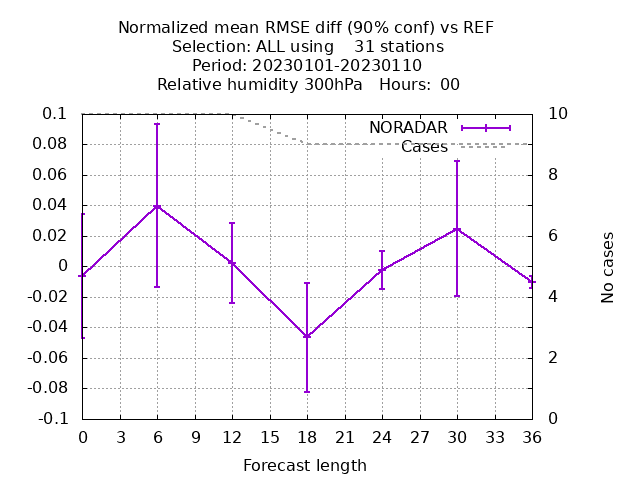 Normalized mean RMSE diff (90% conf) vs REF
Selection: ALL using    31 stations
Period: 20230101-20230110
Relative humidity 300hPa   Hours:  00
NORADAR
Cases
0.1
0.08
0.06
0.04
0.02
0
-0.02
-0.04
-0.06
-0.08
-0.1
10
8
6
4
2
0
No cases
0 3 6 9 12 15 18 21 24 27 30 33 36
Forecast length